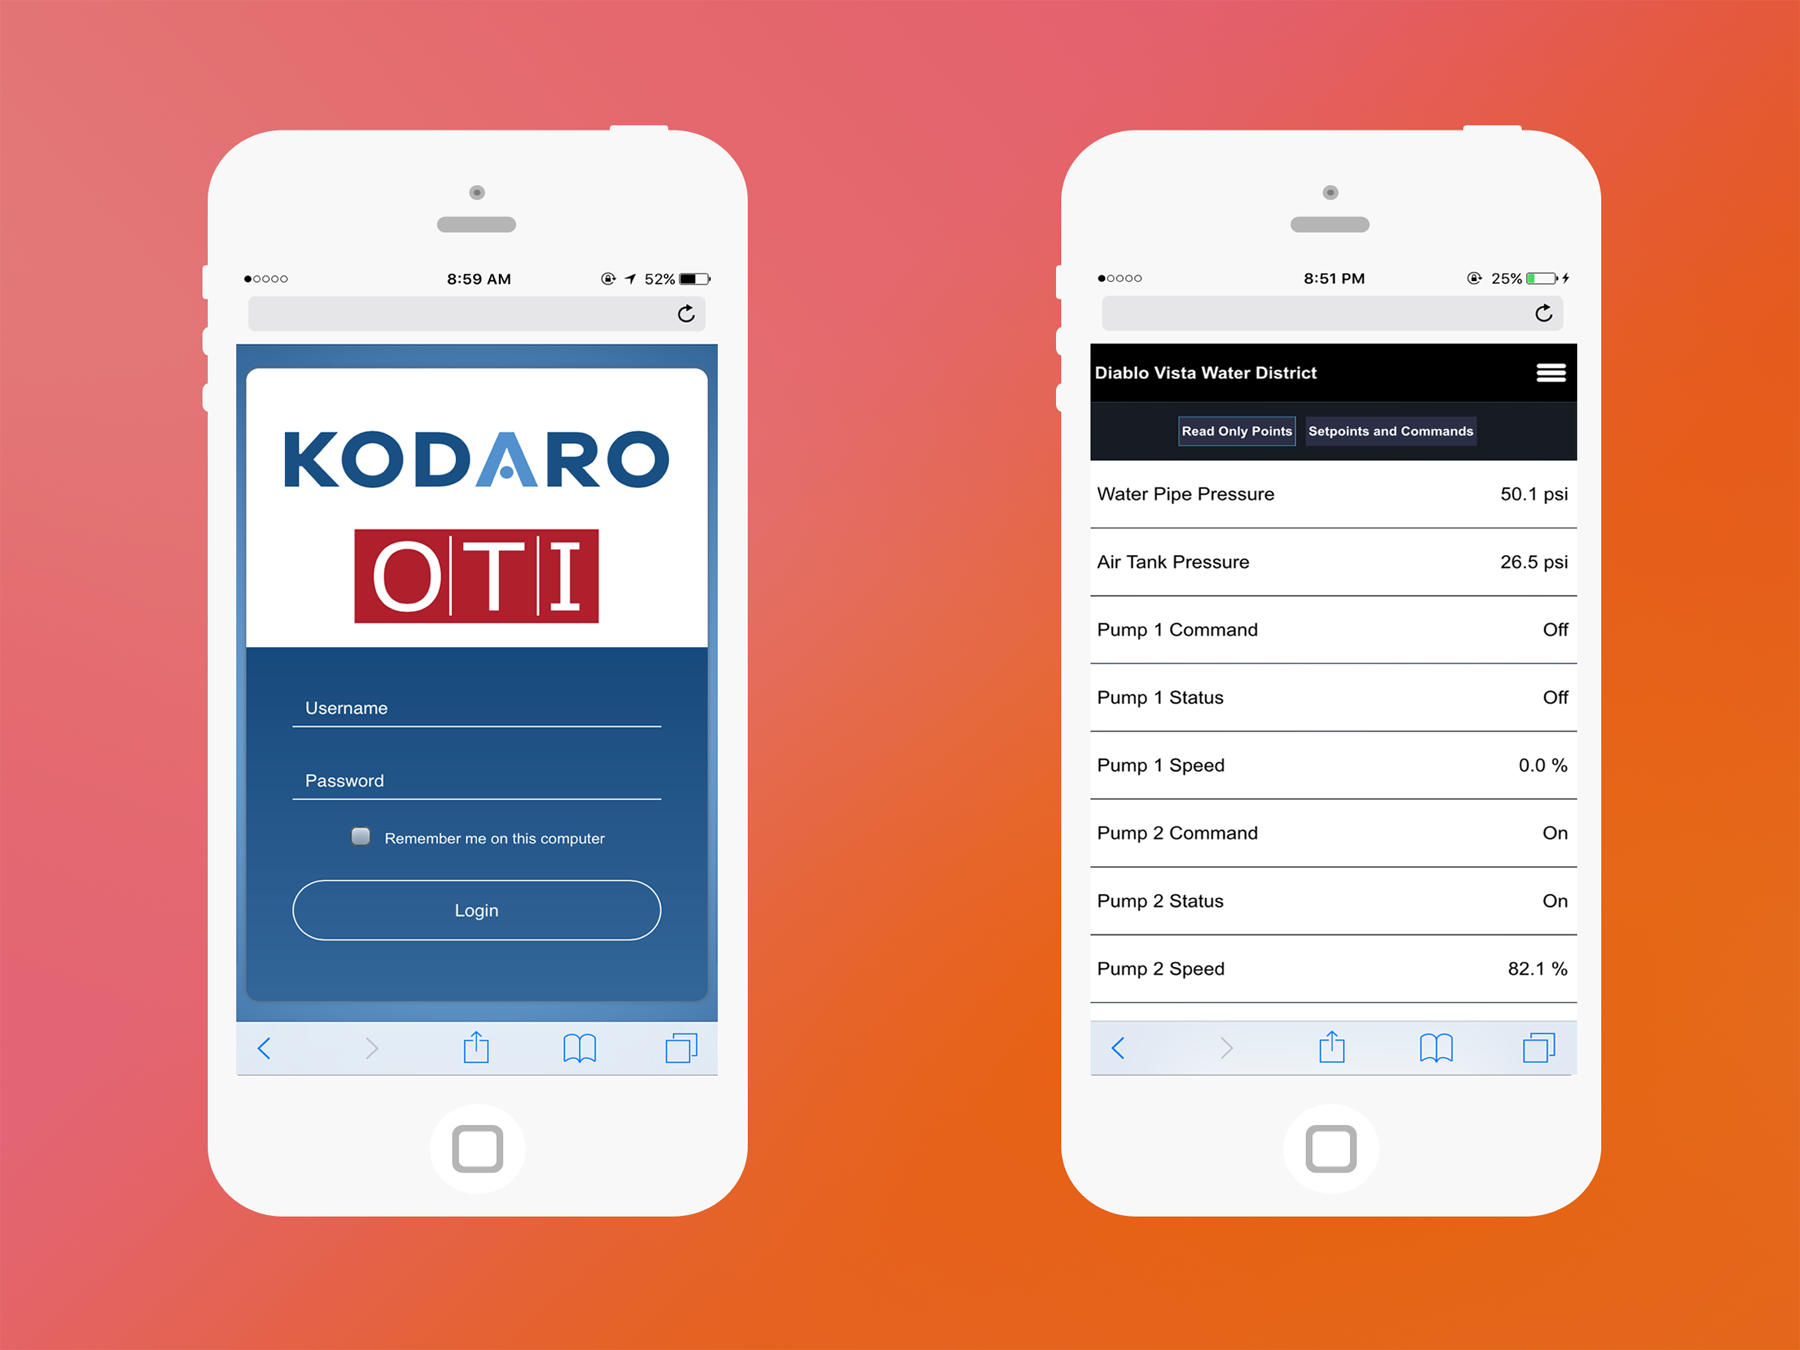 8:59 AM
52%
KODARO
OTI
Username
Password
Remember me on this computer
Login
8:51 PM
25%
Diablo Vista Water District
Read Only Points
Setpoints and Commands
Water Pipe Pressure 50.1 psi
Air Tank Pressure 26.5 psi
Pump 1 Command Off
Pump 1 Status Off
Pump 1 Speed 0.0 %
Pump 2 Command On
Pump 2 Status On
Pump 2 Speed 82.1 %